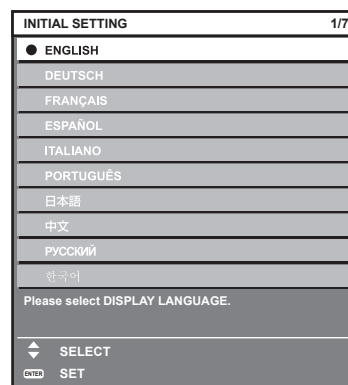 INITIAL SETTING 1/7
ENGLISH
DEUTSCH
FRANÇAIS
ESPAÑOL
ITALIANO
PORTUGUÊS
日本語
中文
РУССКИЙ
한국어
Please select DISPLAY LANGUAGE.
SELECT
ENTER SET